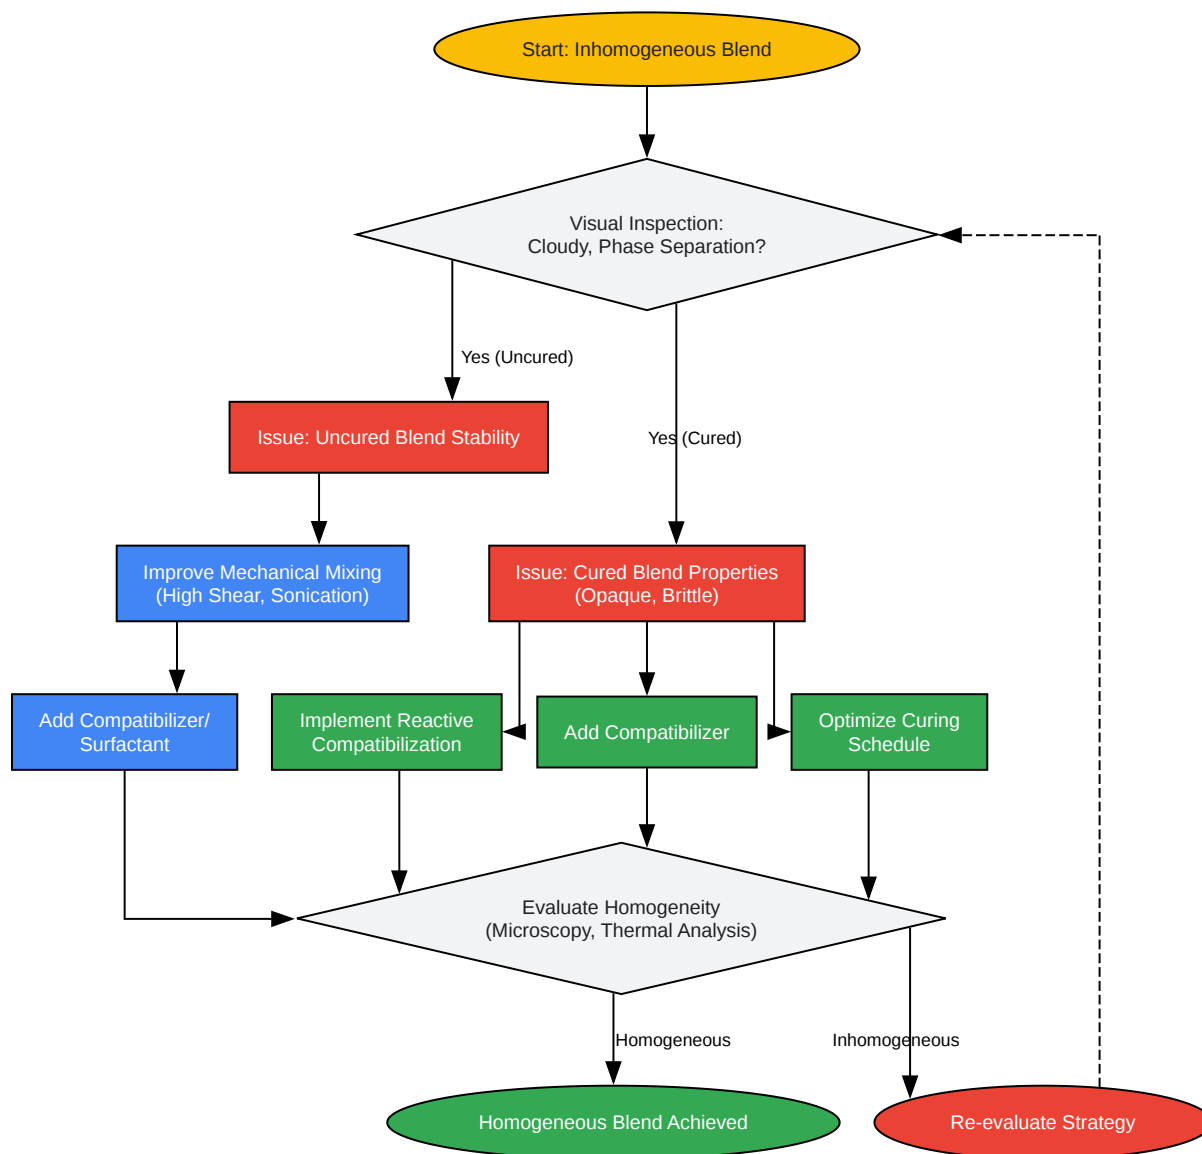 Start: Inhomogeneous Blend
Visual Inspection:
Cloudy, Phase Separation?
Yes (Uncured)
Issue: Uncured Blend Stability
Yes (Cured)
Improve Mechanical Mixing
(High Shear, Sonication)
Issue: Cured Blend Properties
(Opaque, Brittle)
Add Compatibilizer/
Surfactant
Implement Reactive
Compatibilization
Add Compatibilizer
Optimize Curing
Schedule
Evaluate Homogeneity
(Microscopy, Thermal Analysis)
Homogeneous
Inhomogeneous
Homogeneous Blend Achieved
Re-evaluate Strategy